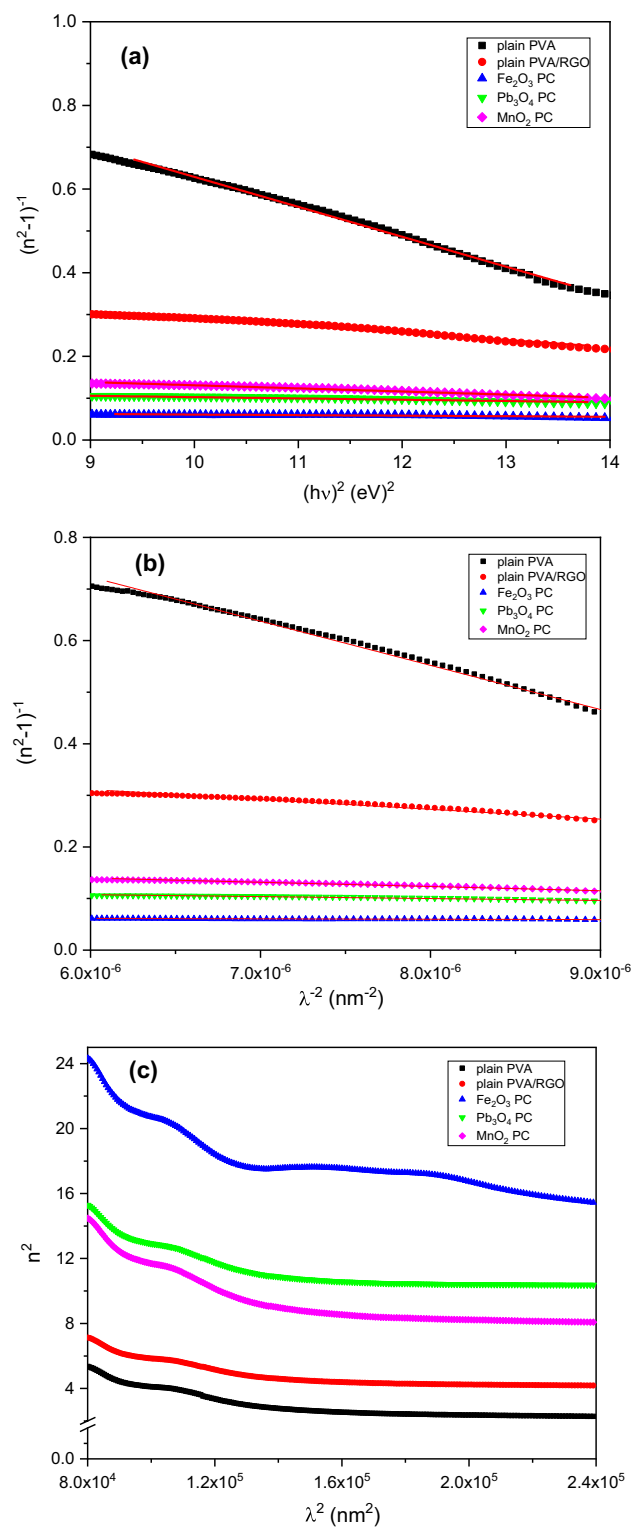 (a)
plain PVA
plain PVA/RGO
Fe₂O₃ PC
Pb₃O₄ PC
MnO₂ PC
1.0
0.8
0.6
0.4
0.2
0.0
(n²-1)⁻¹
9 10 11 12 13 14
(hν)² (eV)²
(b)
plain PVA
plain PVA/RGO
Fe₂O₃ PC
Pb₃O₄ PC
MnO₂ PC
0.8
0.6
0.4
0.2
0.0
(n²-1)⁻¹
6.0x10⁻⁶ 7.0x10⁻⁶ 8.0x10⁻⁶ 9.0x10⁻⁶
λ⁻² (nm⁻²)
(c)
plain PVA
plain PVA/RGO
Fe₂O₃ PC
Pb₃O₄ PC
MnO₂ PC
24
20
16
12
8
4
0.0
n²
8.0x10⁴ 1.2x10⁵ 1.6x10⁵ 2.0x10⁵ 2.4x10⁵
λ² (nm²)